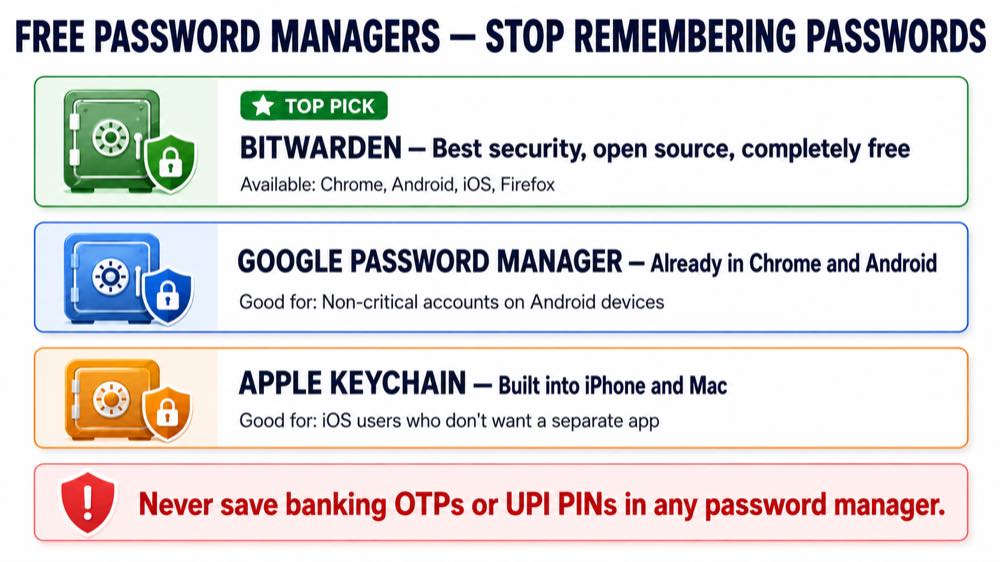 FREE PASSWORD MANAGERS — STOP REMEMBERING PASSWORDS
TOP PICK
BITWARDEN — Best security, open source, completely free
Available: Chrome, Android, iOS, Firefox
GOOGLE PASSWORD MANAGER — Already in Chrome and Android
Good for: Non-critical accounts on Android devices
APPLE KEYCHAIN — Built into iPhone and Mac
Good for: iOS users who don't want a separate app
Never save banking OTPs or UPI PINs in any password manager.